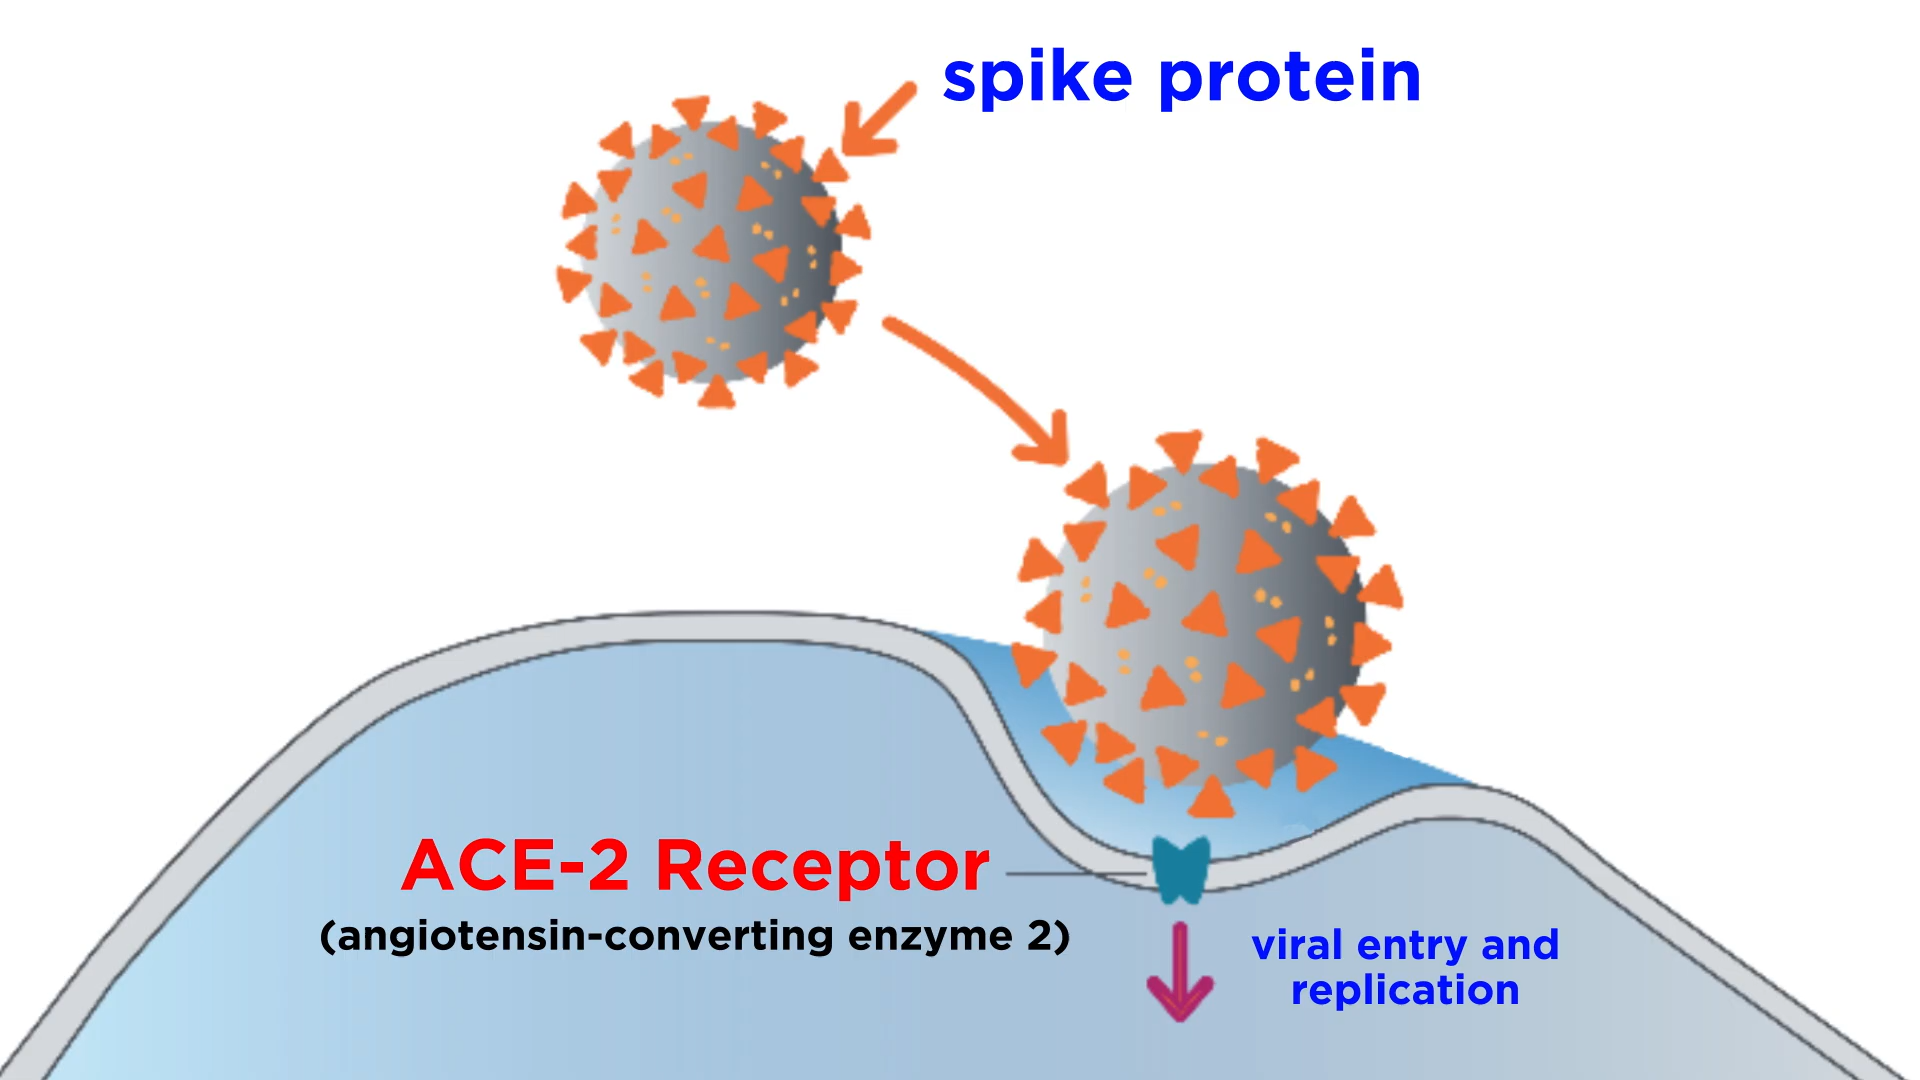 spike protein
ACE-2 Receptor
(angiotensin-converting enzyme 2)
viral entry and
replication